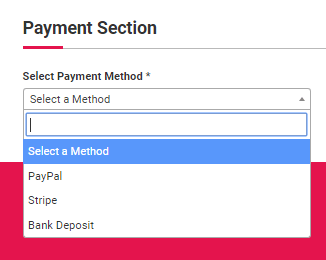 Payment Section
Select Payment Method *
Select a Method
Select a Method
PayPal
Stripe
Bank Deposit